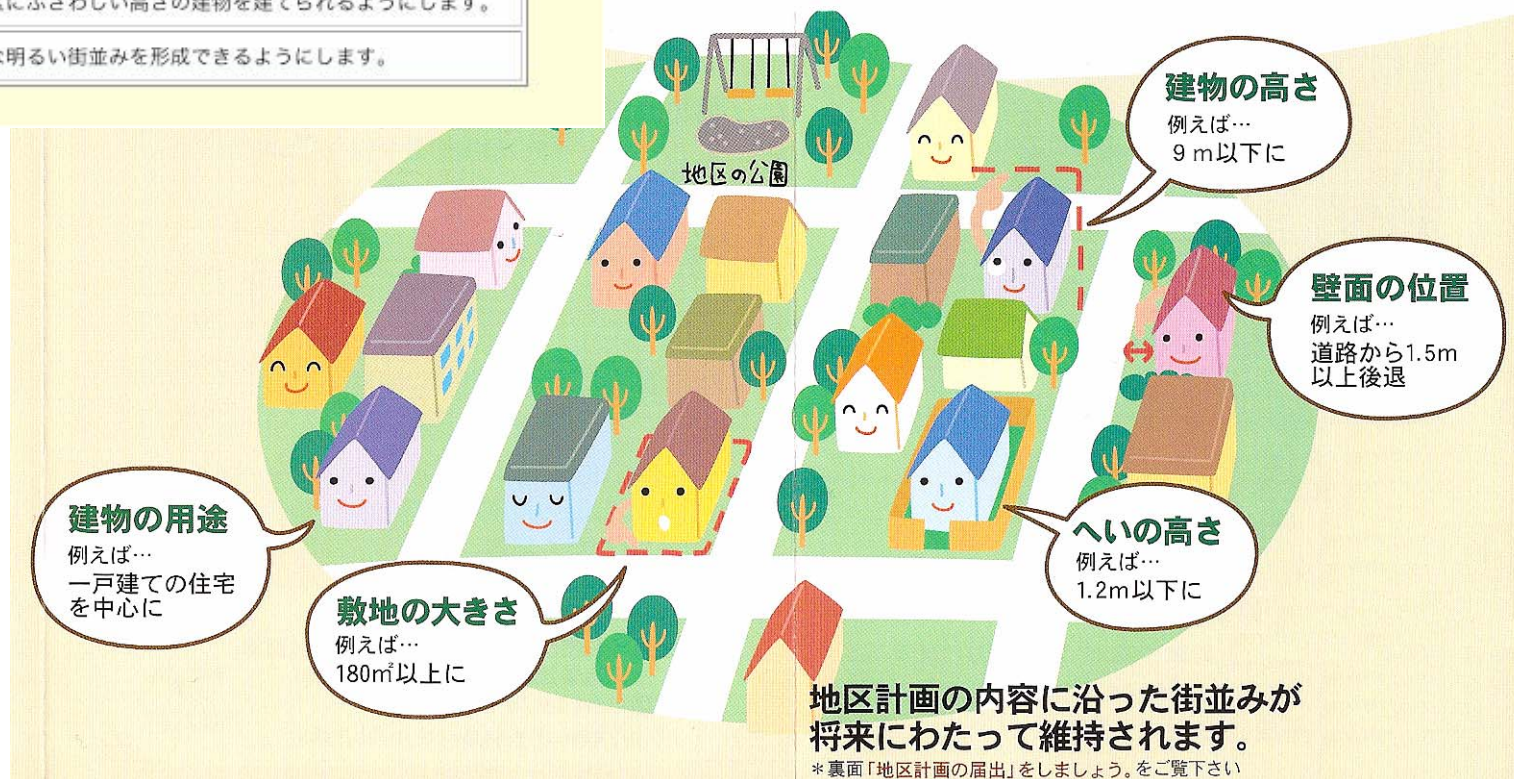 にふさわしい高さの建物を建てられるようにします。
明るい街並みを形成できるようにします。
地区の公園
建物の高さ
例えば…
9m以下に
壁面の位置
例えば…
道路から1.5m
以上後退
建物の用途
例えば…
一戸建ての住宅
を中心に
敷地の大きさ
例えば…
180㎡以上に
へいの高さ
例えば…
1.2m以下に
地区計画の内容に沿った街並みが
将来にわたって維持されます。
＊裏面「地区計画の届出」をしましょう。をご覧下さい